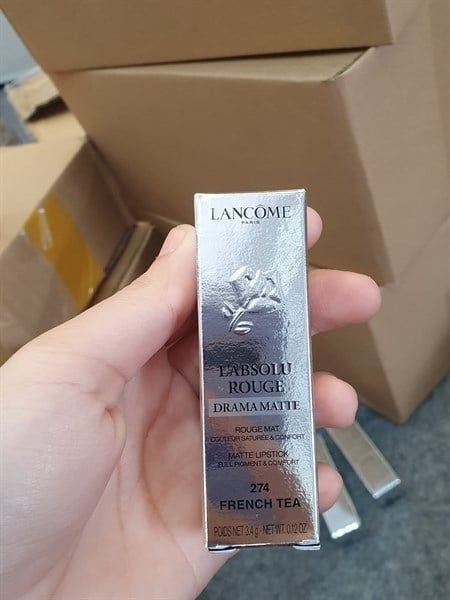 LANCÔME
PARIS
L'ABSOLU
ROUGE
DRAMA MATTE
ROUGE MAT
COULEUR SATURÉE & CONFORT
MATTE LIPSTICK
FULL PIGMENT & COMFORT
274
FRENCH TEA
POIDS NET 3,4 g - NET WT. 0.12 OZ